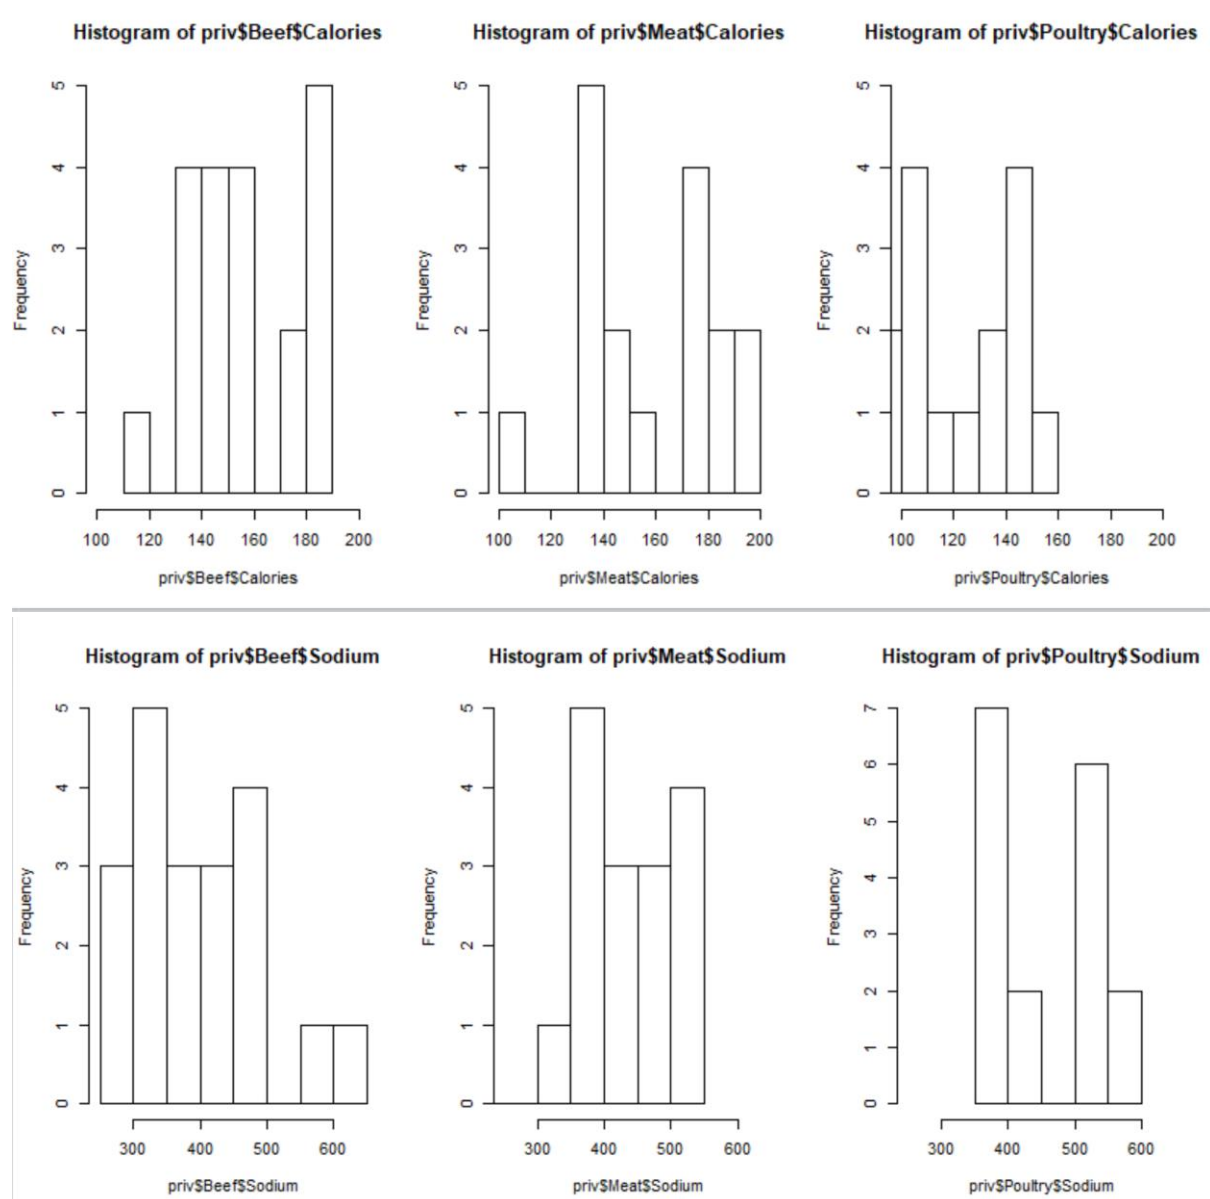 Histogram of priv$Beef$Calories
Frequency
5
4
3
2
1
0
100 120 140 160 180 200
priv$Beef$Calories
Histogram of priv$Meat$Calories
Frequency
5
4
3
2
1
0
100 120 140 160 180 200
priv$Meat$Calories
Histogram of priv$Poultry$Calories
Frequency
5
4
3
2
1
0
100 120 140 160 180 200
priv$Poultry$Calories
Histogram of priv$Beef$Sodium
Frequency
5
4
3
2
1
0
300 400 500 600
priv$Beef$Sodium
Histogram of priv$Meat$Sodium
Frequency
5
4
3
2
1
0
300 400 500 600
priv$Meat$Sodium
Histogram of priv$Poultry$Sodium
Frequency
7
6
5
4
3
2
1
0
300 400 500 600
priv$Poultry$Sodium